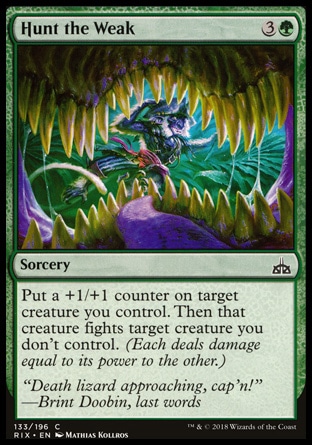 Hunt the Weak 3
Sorcery
Put a +1/+1 counter on target
creature you control. Then that
creature fights target creature you
don't control. (Each deals damage
equal to its power to the other.)
"Death lizard approaching, cap'n!"
—Brint Doobin, last words
133/196 C
RIX • EN MATHIAS KOLLROS
™ & © 2018 Wizards of the Coast